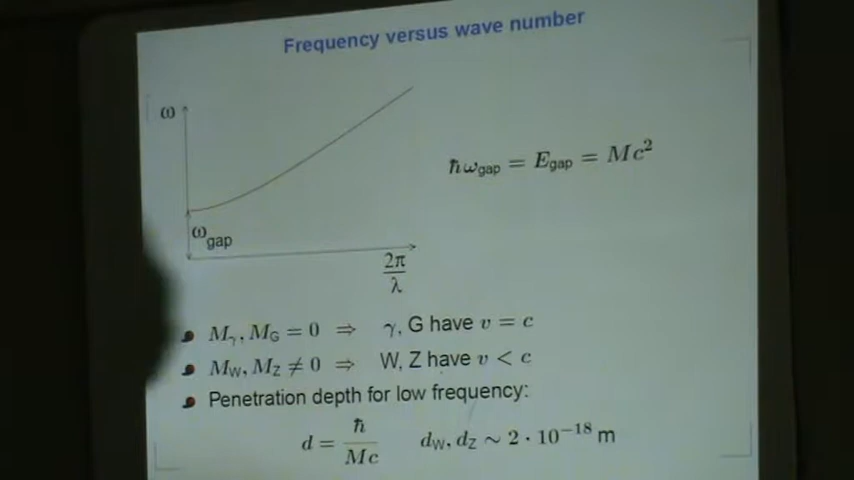 Frequency versus wave number
ω
ħω_gap = E_gap = Mc²
ω_gap
2π/λ
M_γ, M_G = 0 ⇒ γ, G have v = c
M_W, M_Z ≠ 0 ⇒ W, Z have v < c
Penetration depth for low frequency:
d = ħ/Mc d_W, d_Z ∼ 2 · 10⁻¹⁸ m